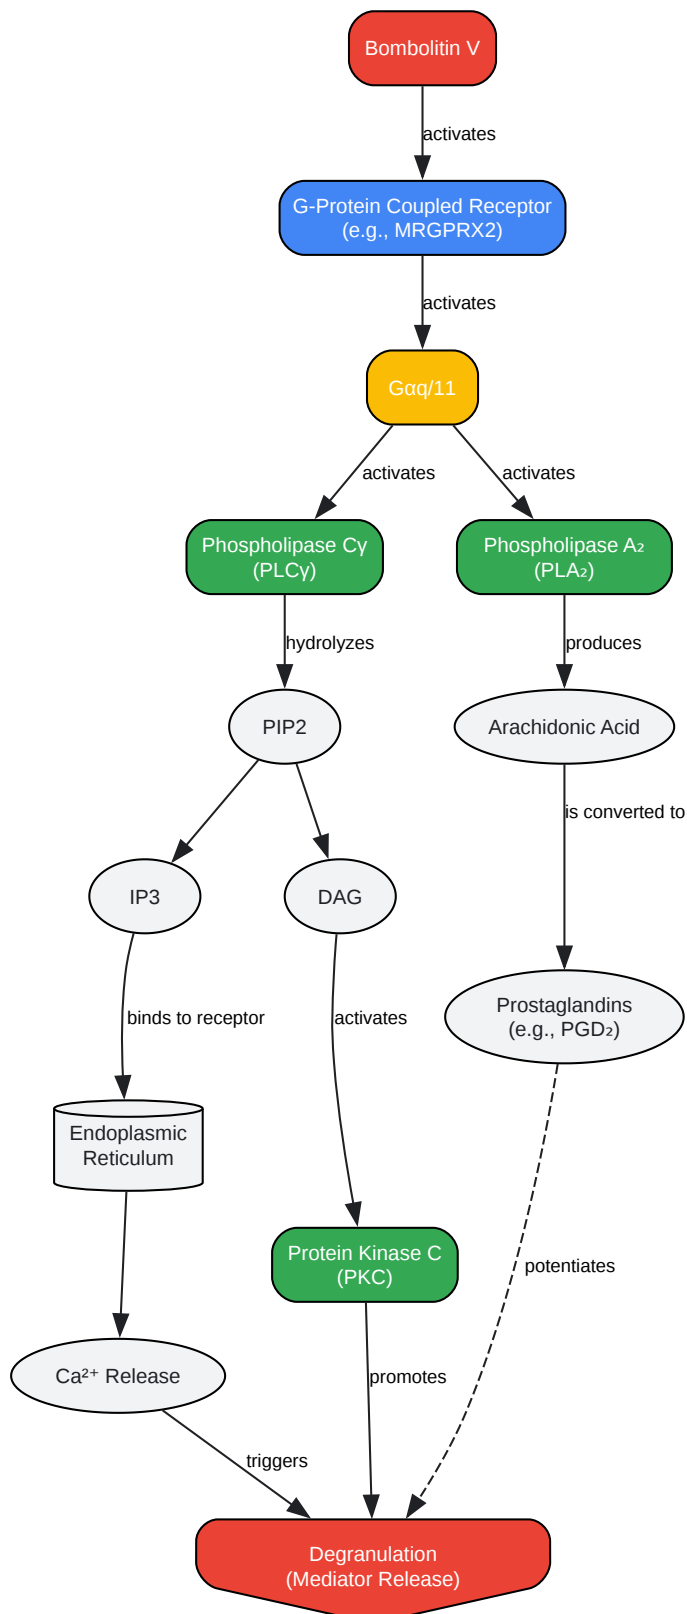 Bombolitin V
activates
G-Protein Coupled Receptor
(e.g., MRGPRX2)
activates
Gαq/11
activates
activates
Phospholipase Cγ
(PLCγ)
Phospholipase A₂
(PLA₂)
hydrolyzes
produces
PIP2
Arachidonic Acid
is converted to
IP3
DAG
binds to receptor
activates
Prostaglandins
(e.g., PGD₂)
Endoplasmic
Reticulum
Protein Kinase C
(PKC)
potentiates
Ca²⁺ Release
promotes
triggers
Degranulation
(Mediator Release)